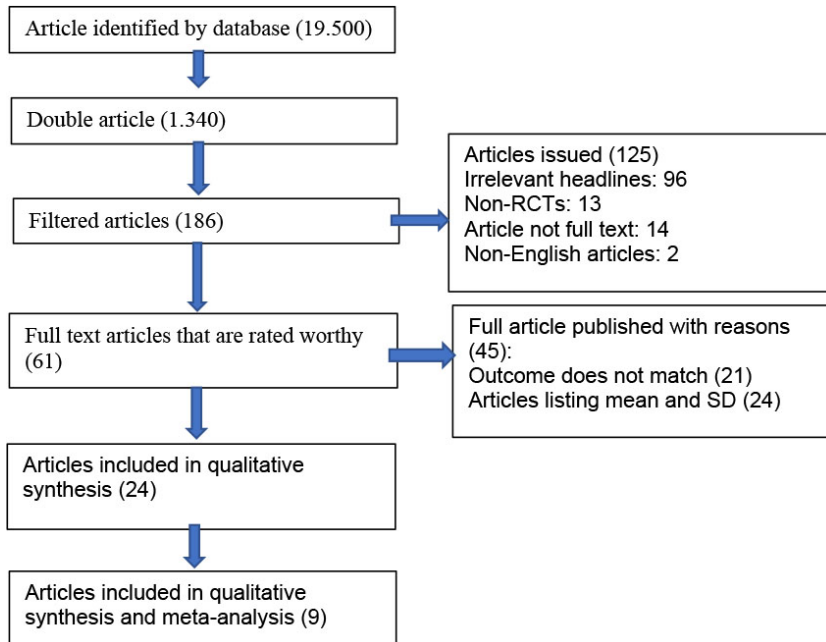 Article identified by database (19.500)
Double article (1.340)
Articles issued (125)
Irrelevant headlines: 96
Non-RCTs: 13
Article not full text: 14
Non-English articles: 2
Filtered articles (186)
Full text articles that are rated worthy
(61)
Full article published with reasons
(45):
Outcome does not match (21)
Articles listing mean and SD (24)
Articles included in qualitative
synthesis (24)
Articles included in qualitative
synthesis and meta-analysis (9)